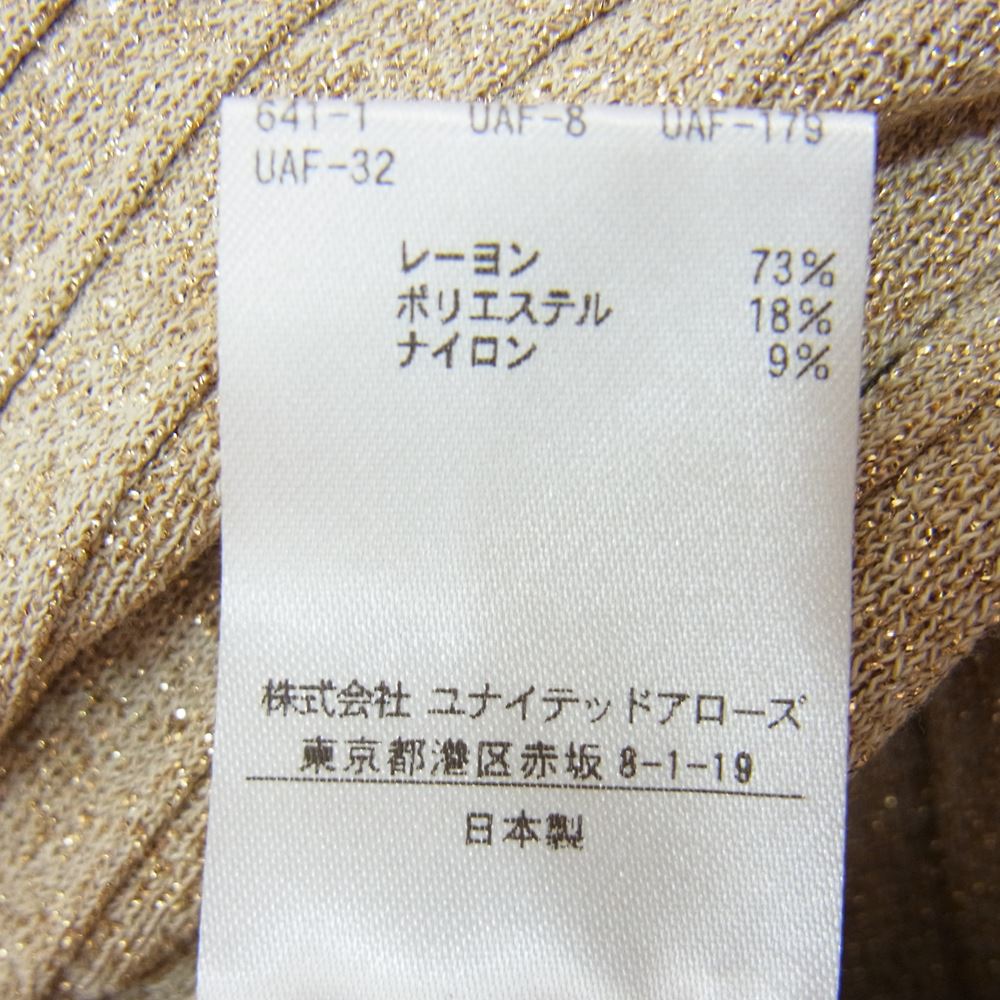 641-1 UAF-8 UAF-179
UAF-32
レーヨン 73%
ポリエステル 18%
ナイロン 9%
株式会社 ユナイテッドアローズ
東京都港区赤坂8-1-19
日本製